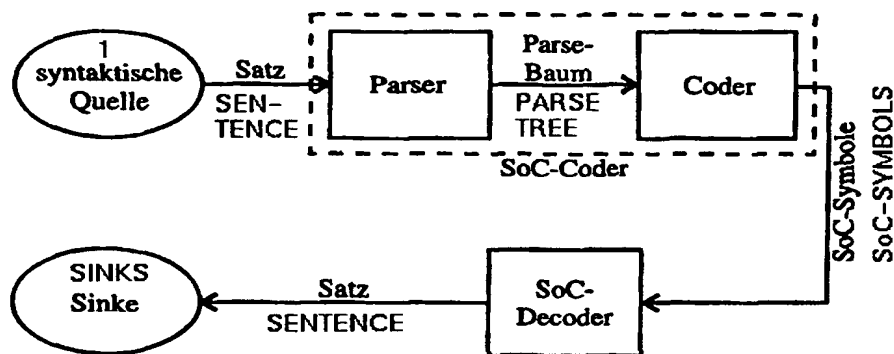 1
syntaktische
Quelle
Satz
SEN-
TENCE
Parser
Parse-
Baum
PARSE
TREE
Coder
SoC-Coder
SoC-Symbole
SoC-SYMBOLS
SINKS
Sinke
Satz
SENTENCE
SoC-
Decoder